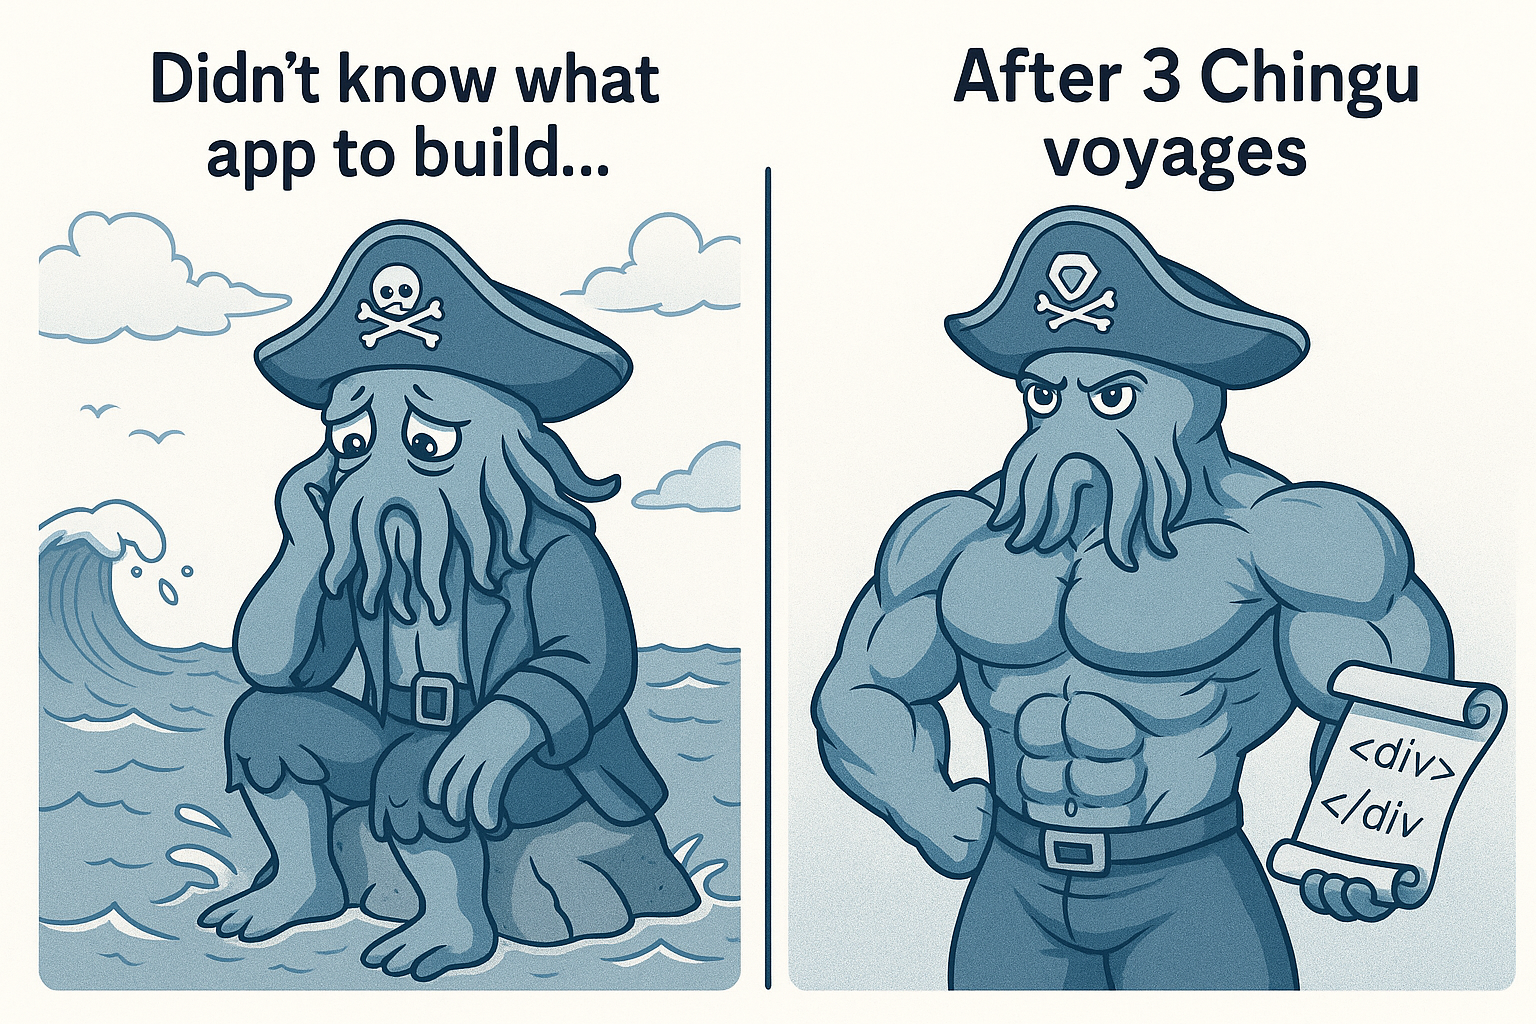 Didn't know what
app to build...
After 3 Chingu
voyages
<div>
</div